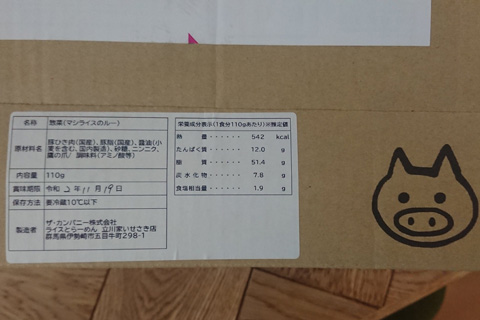 名称 惣菜(マシライスのルー)
原材料名 豚ひき肉(国産)、豚脂(国産)、醤油(小
麦を含む、国内製造)、砂糖、ニンニク、
鷹の爪/ 調味料(アミノ酸等)
内容量 110g
賞味期限 令和 2年11月19日
保存方法 要冷蔵10℃以下
製造者 ザ・カンパニー株式会社
ライスとらーめん 立川家いせさき店
群馬県伊勢崎市五目牛町298-1
栄養成分表示(1食分110gあたり)※推定値
熱量・・・・・・ 542 kcal
たんぱく質・・・・・・ 12.0 g
脂質・・・・・・ 51.4 g
炭水化物・・・・・・ 7.8 g
食塩相当量・・・・・・ 1.9 g